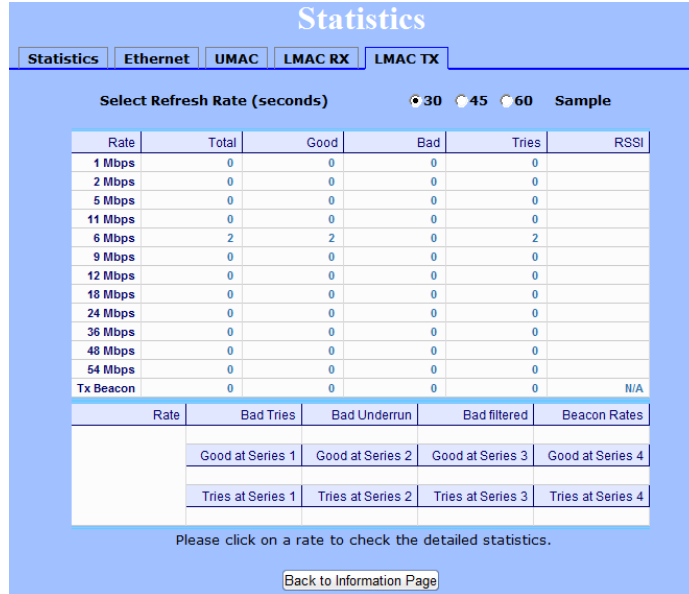 Statistics
Statistics Ethernet UMAC LMAC RX LMAC TX
Select Refresh Rate (seconds) 30 45 60 Sample
Rate Total Good Bad Tries RSSI
1 Mbps 0 0 0 0
2 Mbps 0 0 0 0
5 Mbps 0 0 0 0
11 Mbps 0 0 0 0
6 Mbps 2 2 0 2
9 Mbps 0 0 0 0
12 Mbps 0 0 0 0
18 Mbps 0 0 0 0
24 Mbps 0 0 0 0
36 Mbps 0 0 0 0
48 Mbps 0 0 0 0
54 Mbps 0 0 0 0
Tx Beacon 0 0 0 0 N/A
Rate Bad Tries Bad Underrun Bad filtered Beacon Rates
Good at Series 1 Good at Series 2 Good at Series 3 Good at Series 4
Tries at Series 1 Tries at Series 2 Tries at Series 3 Tries at Series 4
Please click on a rate to check the detailed statistics.
Back to Information Page